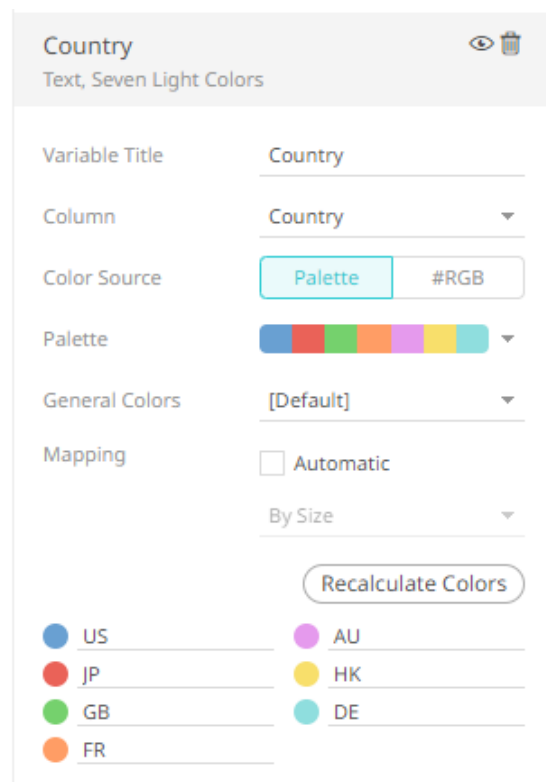 Country
Text, Seven Light Colors
Variable Title Country
Column Country
Color Source Palette #RGB
Palette
General Colors [Default]
Mapping Automatic
By Size
Recalculate Colors
US AU
JP HK
GB DE
FR